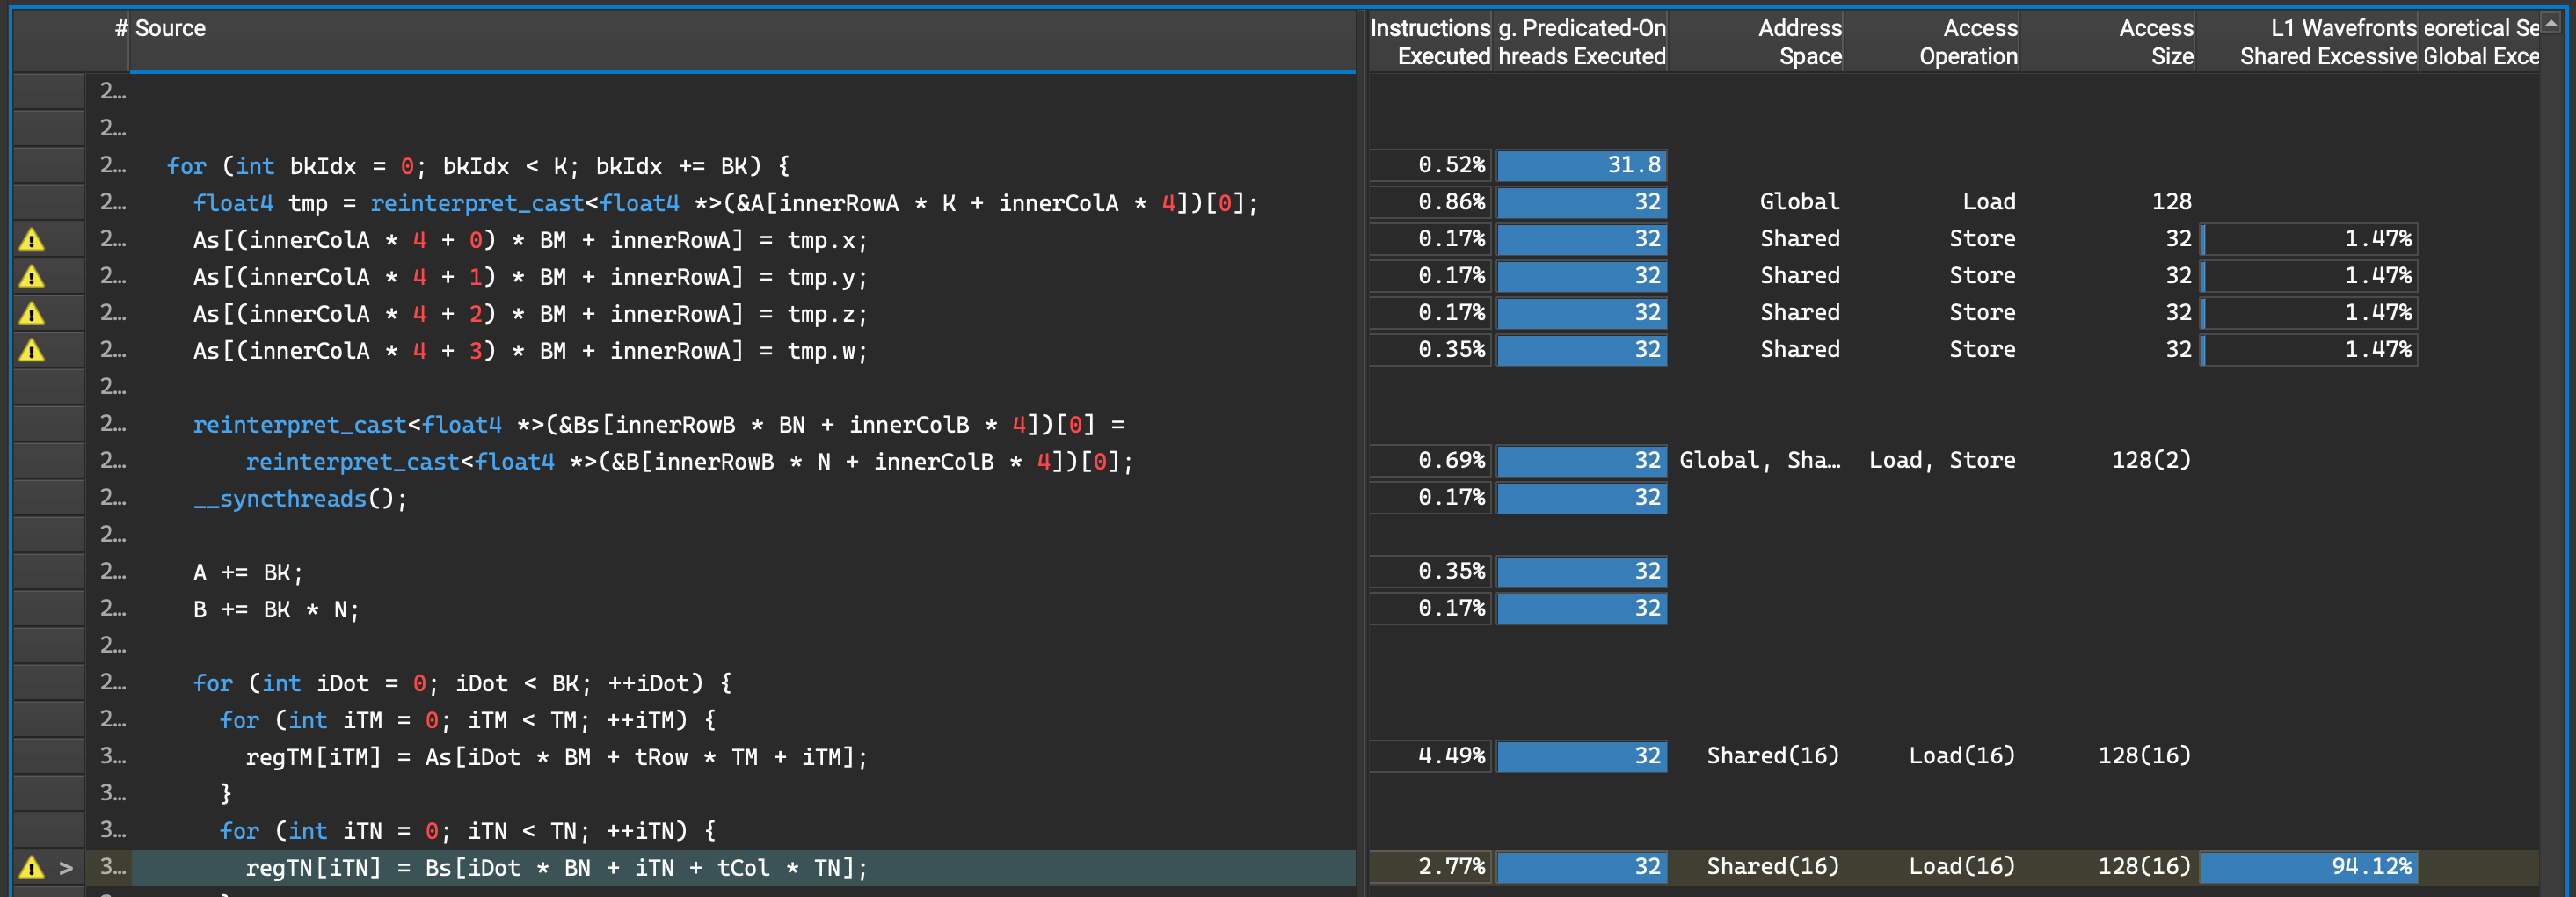 # Source Instructions Executed g. Predicated-On hreads Executed Address Space Access Operation Access Size L1 Wavefronts Shared Excessive eoretical Se Global Exce
2...
2...
2... for (int bkIdx = 0; bkIdx < K; bkIdx += BK) { 0.52% 31.8
2... float4 tmp = reinterpret_cast<float4 *>(&A[innerRowA * K + innerColA * 4])[0]; 0.86% 32 Global Load 128
2... As[(innerColA * 4 + 0) * BM + innerRowA] = tmp.x; 0.17% 32 Shared Store 32 1.47%
2... As[(innerColA * 4 + 1) * BM + innerRowA] = tmp.y; 0.17% 32 Shared Store 32 1.47%
2... As[(innerColA * 4 + 2) * BM + innerRowA] = tmp.z; 0.17% 32 Shared Store 32 1.47%
2... As[(innerColA * 4 + 3) * BM + innerRowA] = tmp.w; 0.35% 32 Shared Store 32 1.47%
2...
2... reinterpret_cast<float4 *>(&Bs[innerRowB * BN + innerColB * 4])[0] =
2... reinterpret_cast<float4 *>(&B[innerRowB * N + innerColB * 4])[0]; 0.69% 32 Global, Sha... Load, Store 128(2)
2... __syncthreads(); 0.17% 32
2...
2... A += BK; 0.35% 32
2... B += BK * N; 0.17% 32
2...
2... for (int iDot = 0; iDot < BK; ++iDot) {
2... for (int iTM = 0; iTM < TM; ++iTM) {
3... regTM[iTM] = As[iDot * BM + tRow * TM + iTM]; 4.49% 32 Shared(16) Load(16) 128(16)
3... }
3... for (int iTN = 0; iTN < TN; ++iTN) {
> 3... regTN[iTN] = Bs[iDot * BN + iTN + tCol * TN]; 2.77% 32 Shared(16) Load(16) 128(16) 94.12%